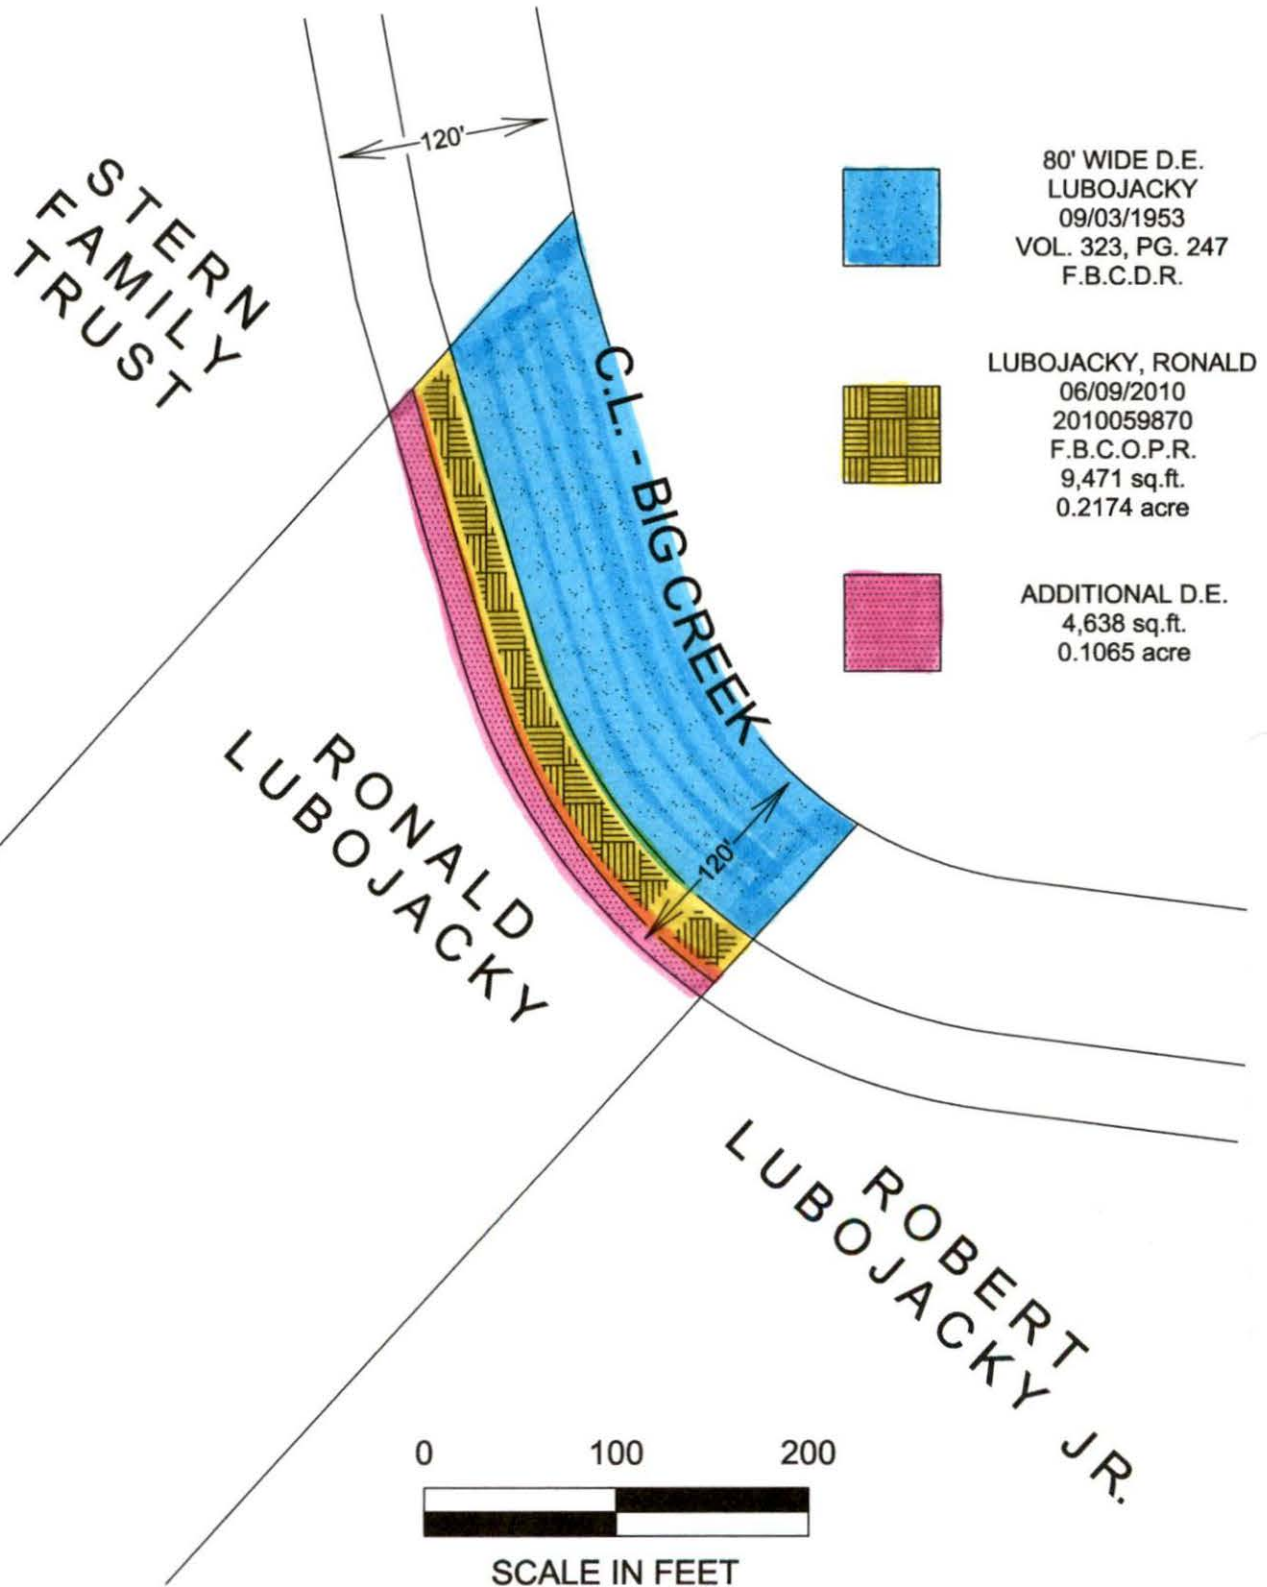 120'
STERN
FAMILY
TRUST
80' WIDE D.E.
LUBOJACKY
09/03/1953
VOL. 323, PG. 247
F.B.C.D.R.
LUBOJACKY, RONALD
06/09/2010
2010059870
F.B.C.O.P.R.
9,471 sq.ft.
0.2174 acre
ADDITIONAL D.E.
4,638 sq.ft.
0.1065 acre
C.L. - BIG CREEK
120'
RONALD
LUBOJACKY
ROBERT
LUBOJACKY JR.
0 100 200
SCALE IN FEET